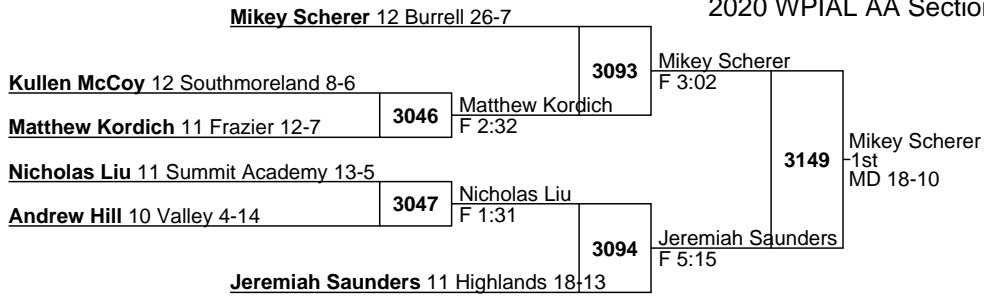 2020 WPIAL AA Section
Mikey Scherer 12 Burrell 26-7
3093
Mikey Scherer
F 3:02
Kullen McCoy 12 Southmoreland 8-6
3046
Matthew Kordich
F 2:32
Matthew Kordich 11 Frazier 12-7
3149
Mikey Scherer
1st
MD 18-10
Nicholas Liu 11 Summit Academy 13-5
3047
Nicholas Liu
F 1:31
Andrew Hill 10 Valley 4-14
3094
Jeremiah Saunders
F 5:15
Jeremiah Saunders 11 Highlands 18-13